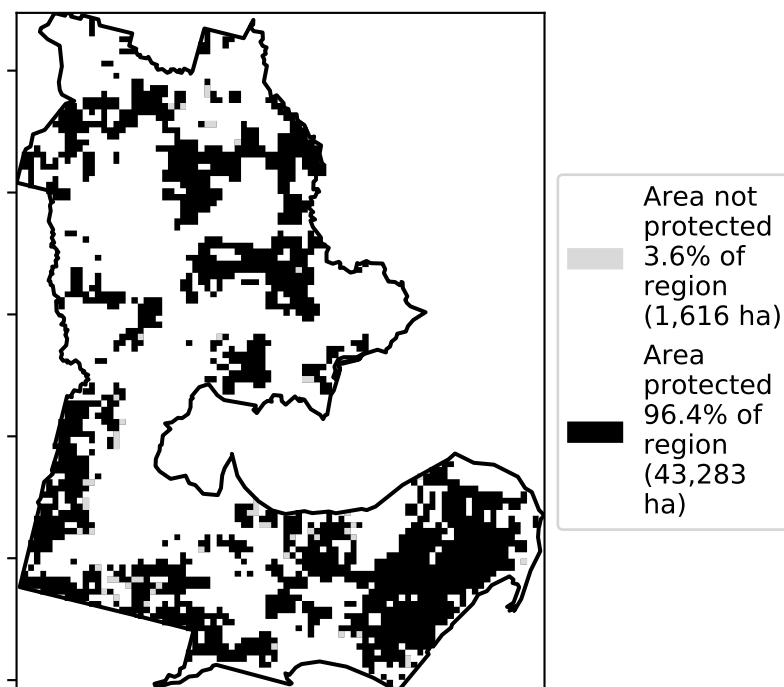 Area not
protected
3.6% of
region
(1,616 ha)
Area
protected
96.4% of
region
(43,283
ha)